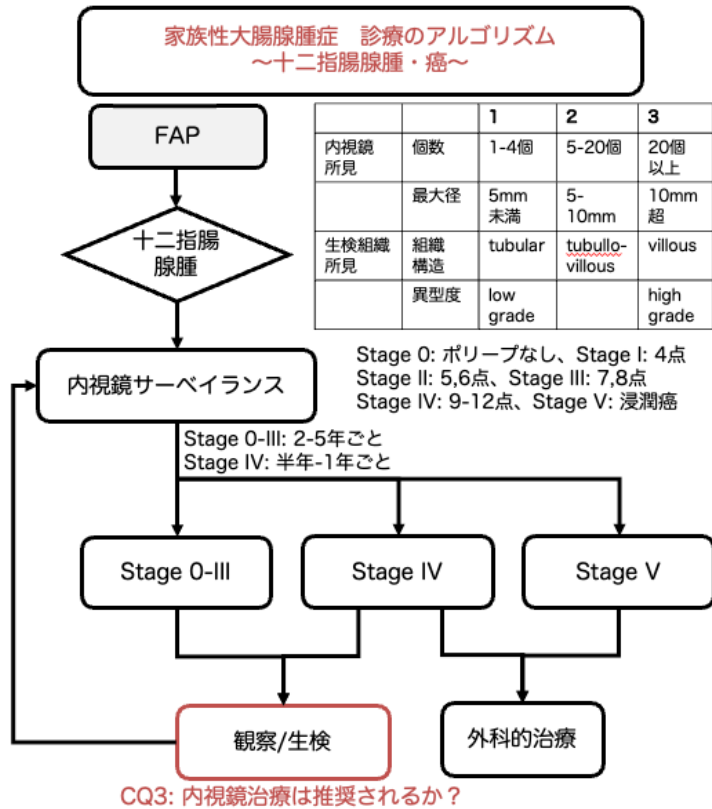 家族性大腸腺腫症　診療のアルゴリズム
〜十二指腸腺腫・癌〜
FAP
十二指腸
腺腫
1 2 3
内視鏡
所見
個数
1-4個
5-20個
20個
以上
最大径
5mm
未満
5-
10mm
10mm
超
生検組織
所見
組織
構造
tubular
tubullo-
villous
villous
異型度
low
grade
high
grade
内視鏡サーベイランス
Stage 0: ポリープなし、Stage I: 4点
Stage II: 5,6点、Stage III: 7,8点
Stage IV: 9-12点、Stage V: 浸潤癌
Stage 0-III: 2-5年ごと
Stage IV: 半年-1年ごと
Stage 0-III
Stage IV
Stage V
観察/生検
外科的治療
CQ3: 内視鏡治療は推奨されるか？